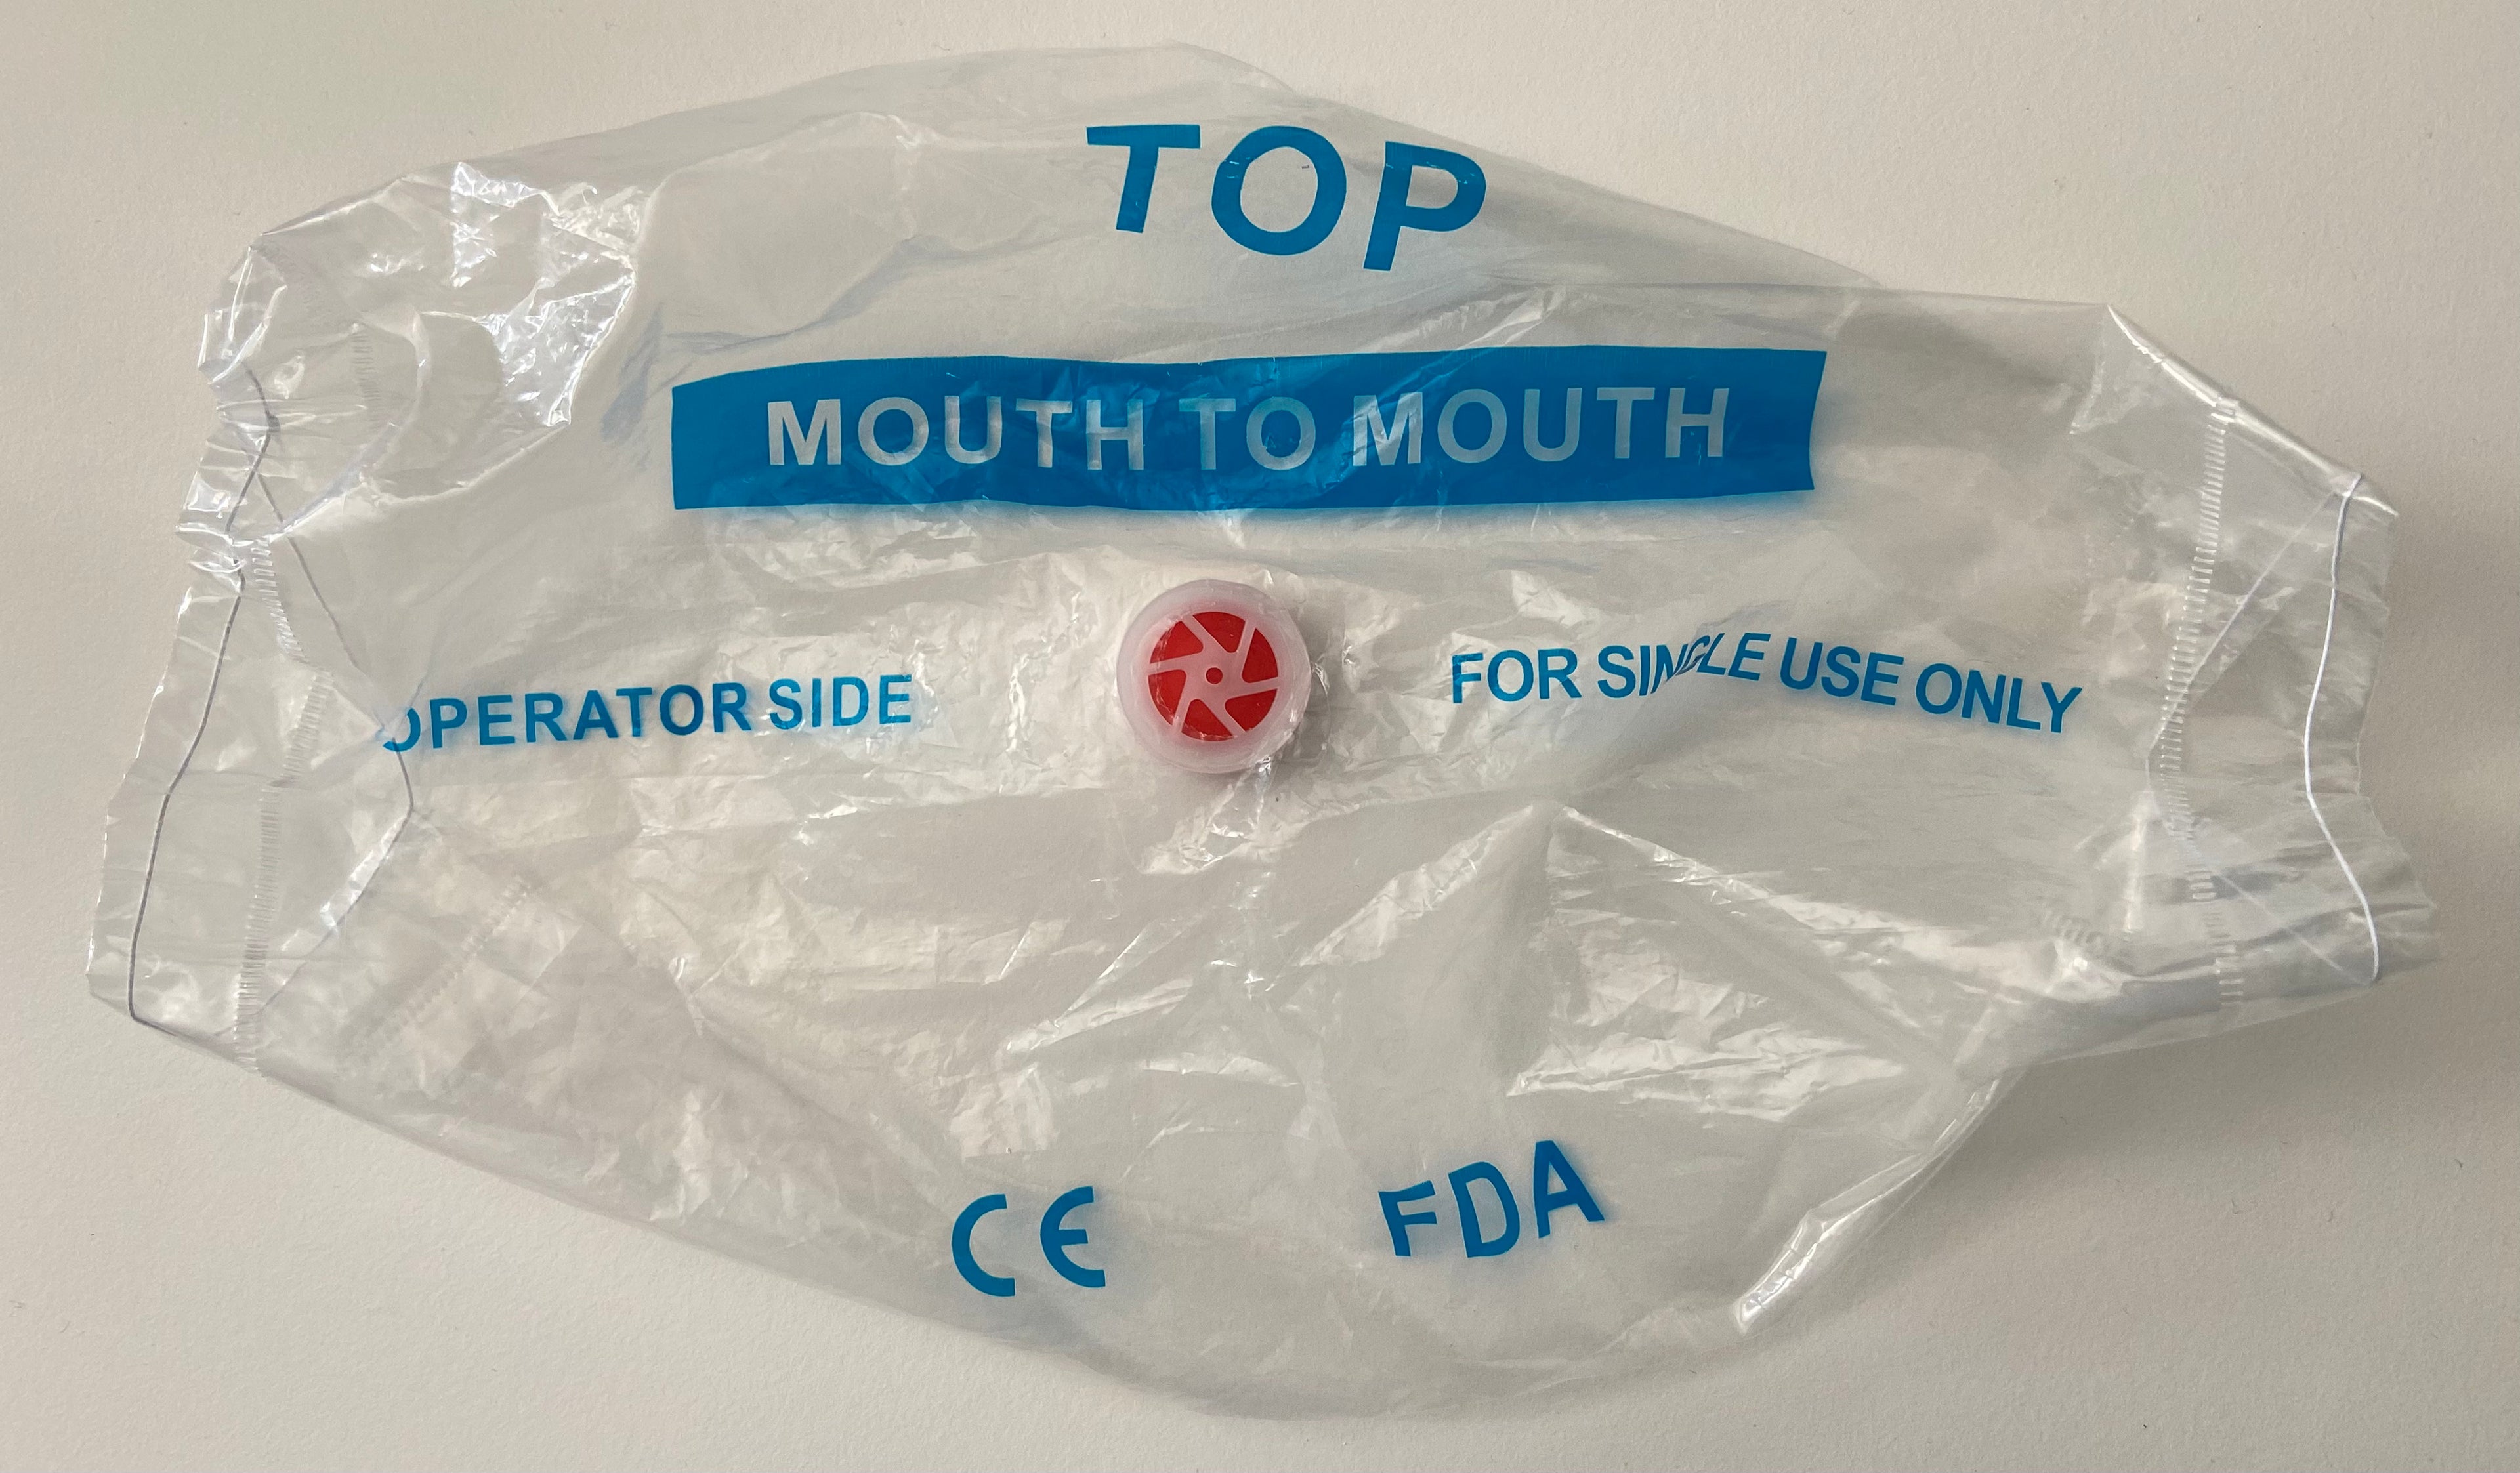 TOP
MOUTH TO MOUTH
OPERATOR SIDE
FOR SINGLE USE ONLY
CE
FDA